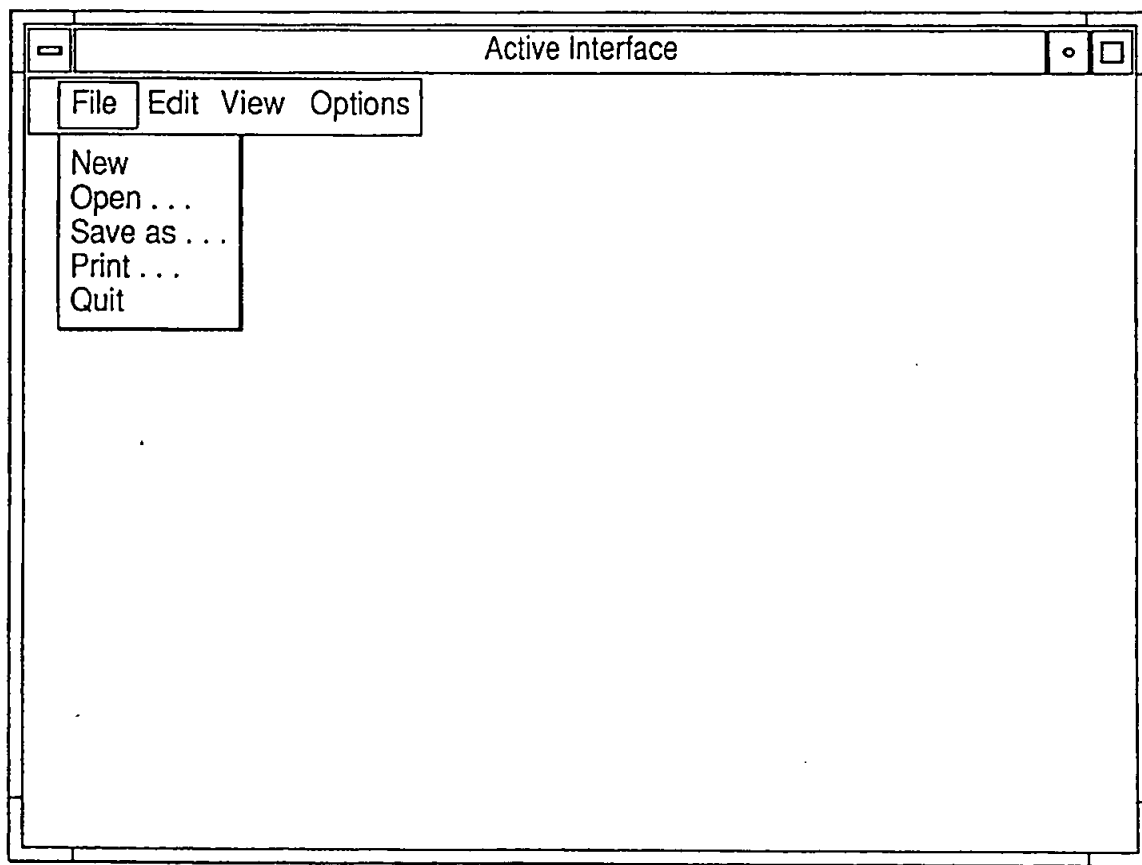 Active Interface
File Edit View Options
New
Open . . .
Save as . . .
Print . . .
Quit